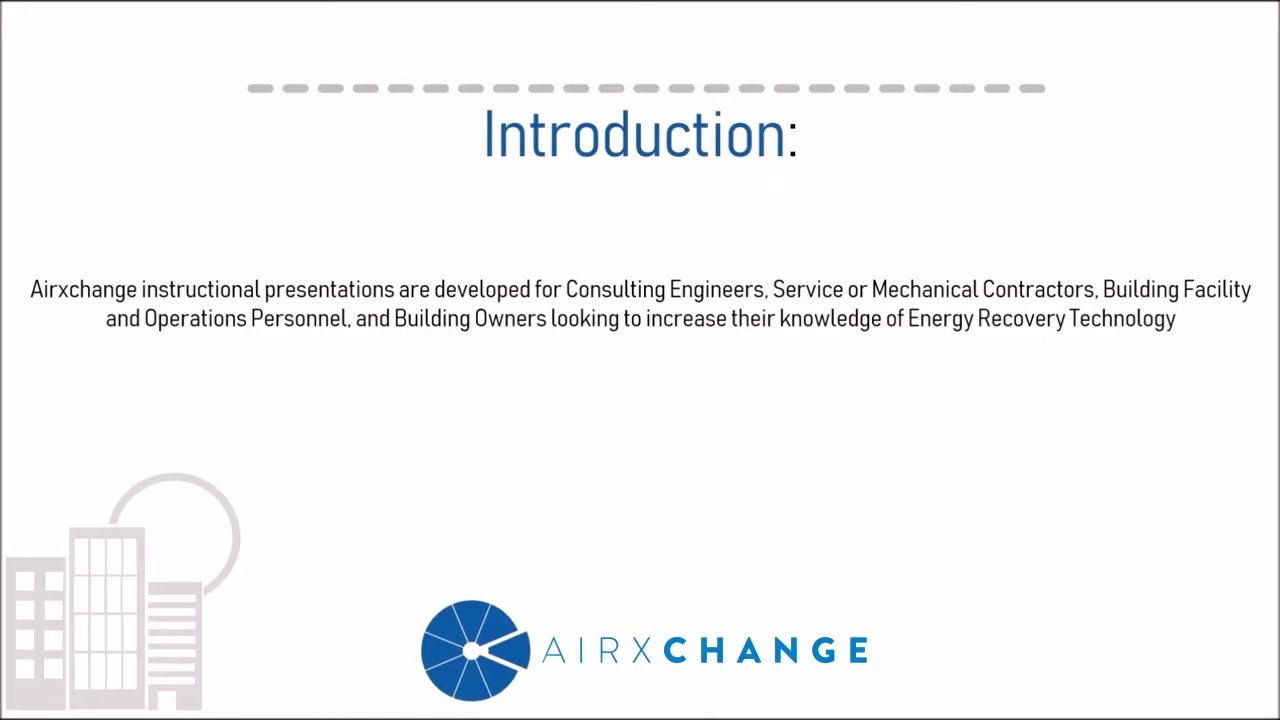 Introduction:
Airxchange instructional presentations are developed for Consulting Engineers, Service or Mechanical Contractors, Building Facility
and Operations Personnel, and Building Owners looking to increase their knowledge of Energy Recovery Technology
AIRXCHANGE